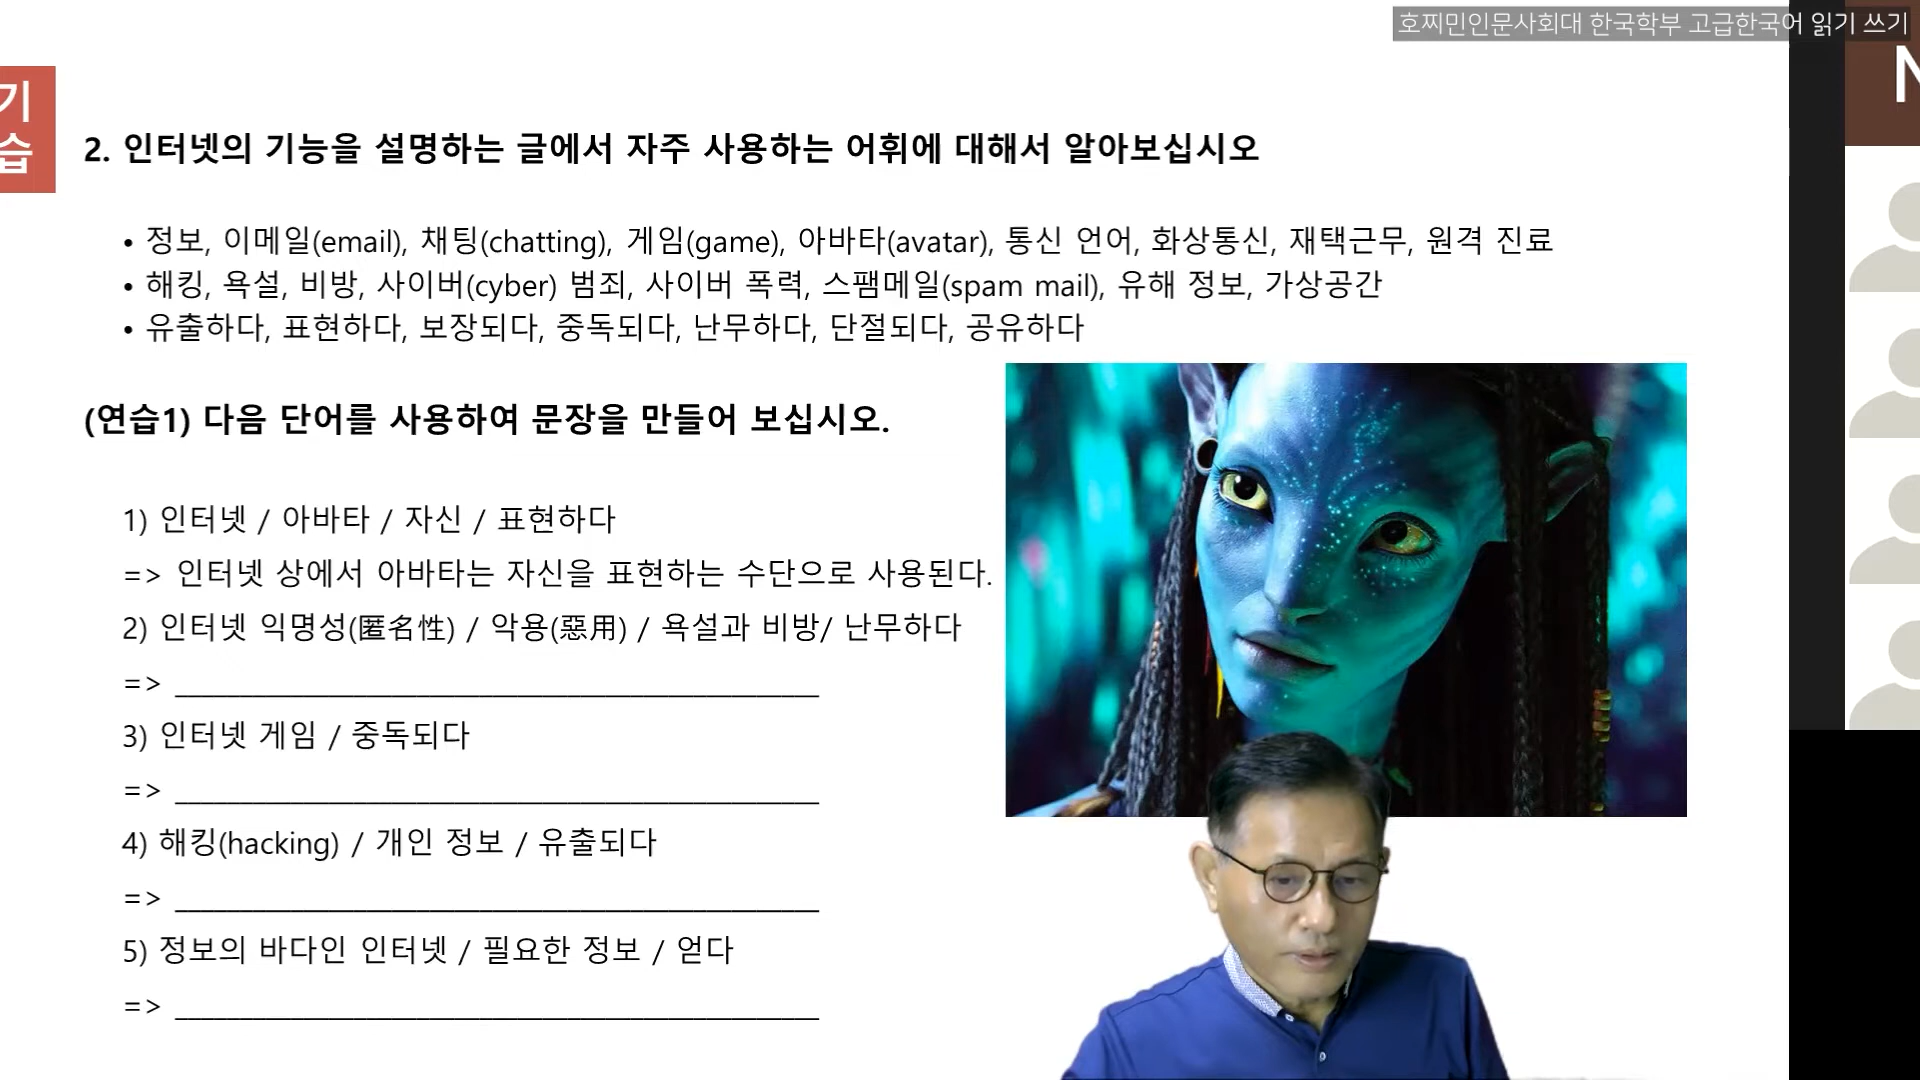 호찌민인문사회대 한국학부 고급한국어 읽기 쓰기
기
습
2. 인터넷의 기능을 설명하는 글에서 자주 사용하는 어휘에 대해서 알아보십시오
• 정보, 이메일(email), 채팅(chatting), 게임(game), 아바타(avatar), 통신 언어, 화상통신, 재택근무, 원격 진료
• 해킹, 욕설, 비방, 사이버(cyber) 범죄, 사이버 폭력, 스팸메일(spam mail), 유해 정보, 가상공간
• 유출하다, 표현하다, 보장되다, 중독되다, 난무하다, 단절되다, 공유하다
(연습1) 다음 단어를 사용하여 문장을 만들어 보십시오.
1) 인터넷 / 아바타 / 자신 / 표현하다
=> 인터넷 상에서 아바타는 자신을 표현하는 수단으로 사용된다.
2) 인터넷 익명성(匿名性) / 악용(惡用) / 욕설과 비방/ 난무하다
=> ________________________________________
3) 인터넷 게임 / 중독되다
=> ________________________________________
4) 해킹(hacking) / 개인 정보 / 유출되다
=> ________________________________________
5) 정보의 바다인 인터넷 / 필요한 정보 / 얻다
=> ________________________________________